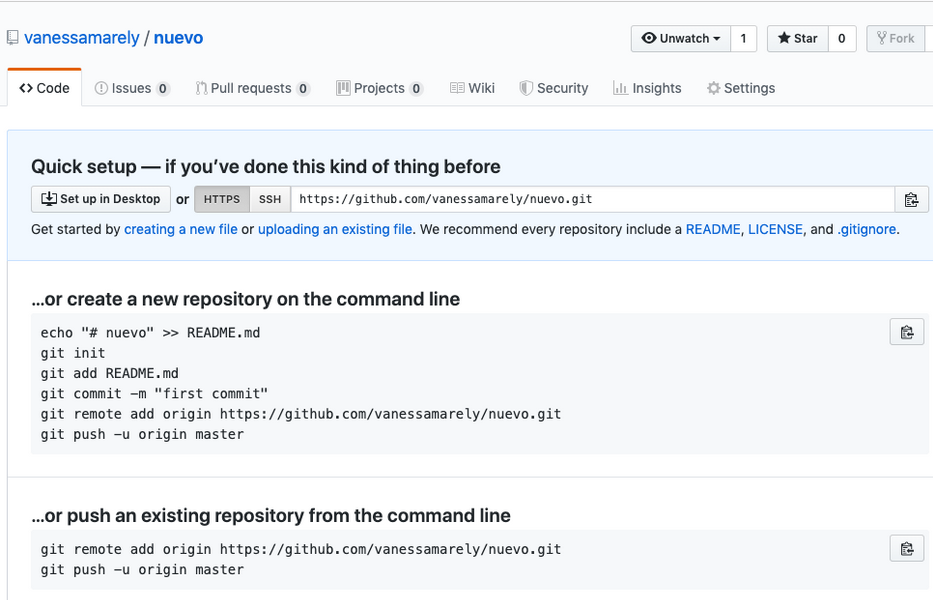 vanessamarely / nuevo
Unwatch 1 Star 0 Fork
Code Issues 0 Pull requests 0 Projects 0 Wiki Security Insights Settings
Quick setup — if you’ve done this kind of thing before
Set up in Desktop or HTTPS SSH https://github.com/vanessamarely/nuevo.git
Get started by creating a new file or uploading an existing file. We recommend every repository include a README, LICENSE, and .gitignore.
…or create a new repository on the command line
echo "# nuevo" >> README.md
git init
git add README.md
git commit -m "first commit"
git remote add origin https://github.com/vanessamarely/nuevo.git
git push -u origin master
…or push an existing repository from the command line
git remote add origin https://github.com/vanessamarely/nuevo.git
git push -u origin master